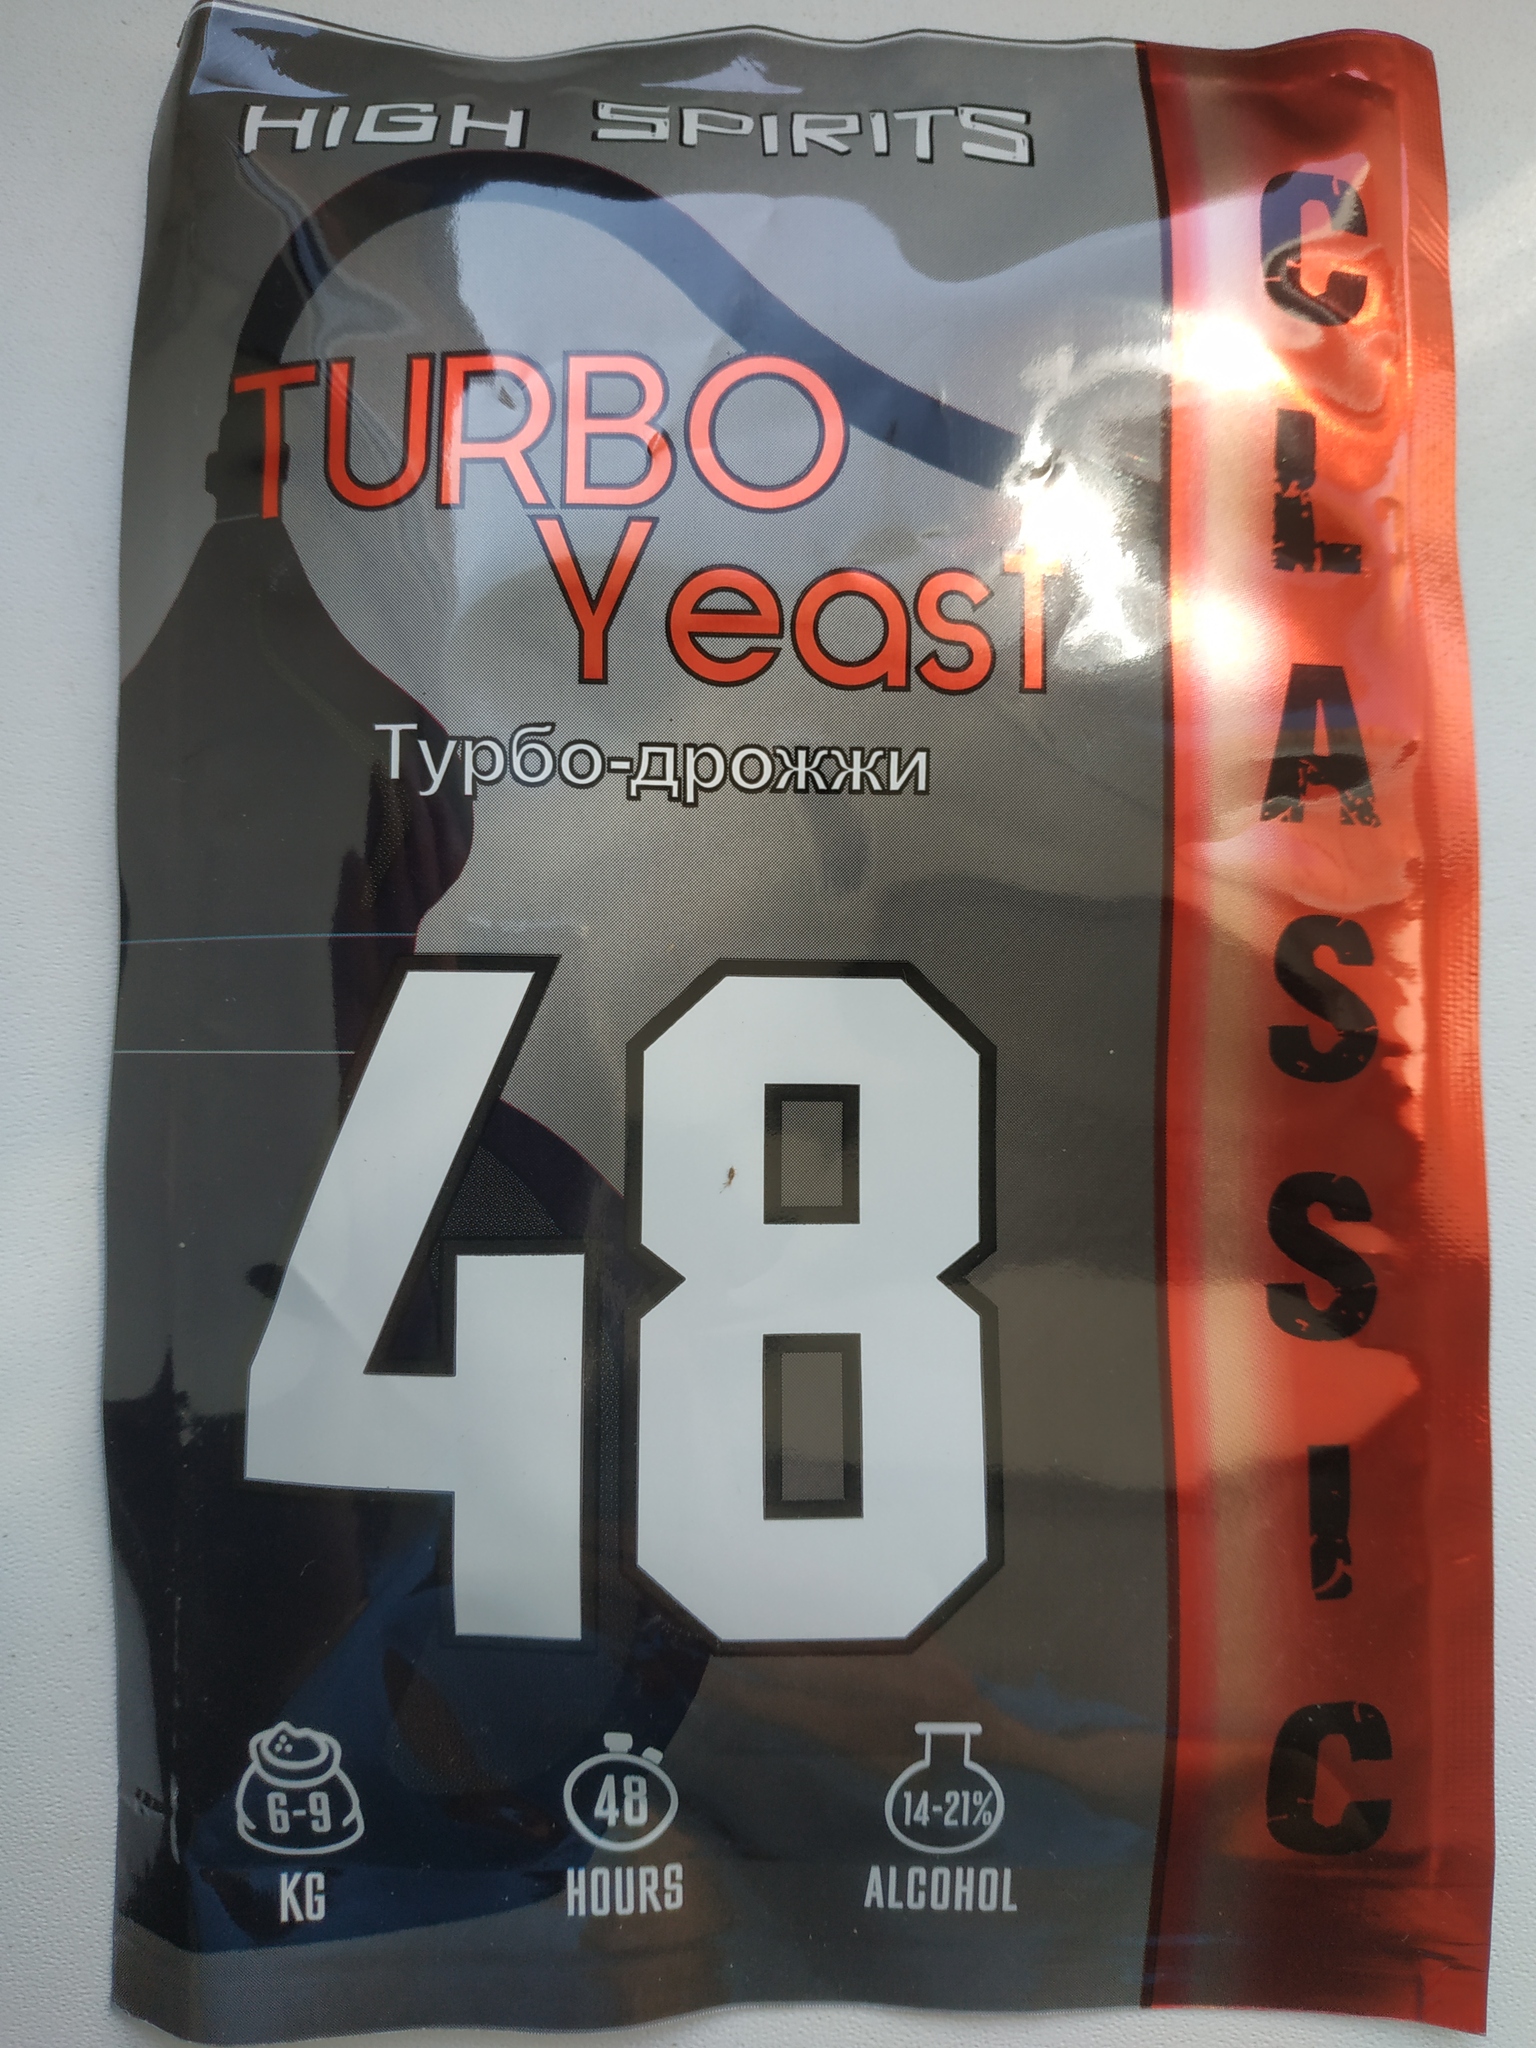 HIGH SPIRITS
TURBO
Yeast
Турбо-дрожжи
48
6-9
KG
48
HOURS
14-21%
ALCOHOL
CLASSIC